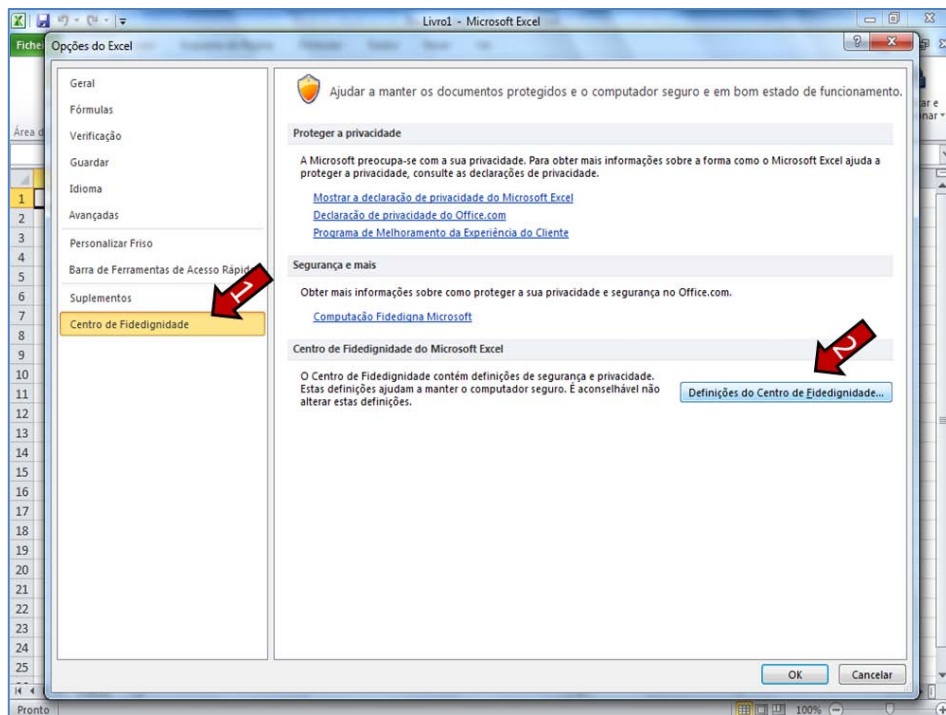 Livro1 - Microsoft Excel
Opções do Excel
Geral
Fórmulas
Verificação
Guardar
Idioma
Avançadas
Personalizar Friso
Barra de Ferramentas de Acesso
Suplementos
Centro de Fidedignidade
1
Ajudar a manter os documentos protegidos e o computador seguro e em bom estado de funcionamento.
Proteger a privacidade
A Microsoft preocupa-se com a sua privacidade. Para obter mais informações sobre a forma como o Microsoft Excel ajuda a
proteger a privacidade, consulte as declarações de privacidade.
Mostrar a declaração de privacidade do Microsoft Excel
Declaração de privacidade do Office.com
Programa de Melhoramento da Experiência do Cliente
Segurança e mais
Obter mais informações sobre como proteger a sua privacidade e segurança no Office.com.
Computação Fidedigna Microsoft
Centro de Fidedignidade do Microsoft Excel
2
O Centro de Fidedignidade contém definições de segurança e privacidade.
Estas definições ajudam a manter o computador seguro. É aconselhável não
alterar estas definições.
Definições do Centro de Fidedignidade...
OK Cancelar
1
2
3
4
5
6
7
8
9
10
11
12
13
14
15
16
17
18
19
20
21
22
23
24
25
Pronto 100%